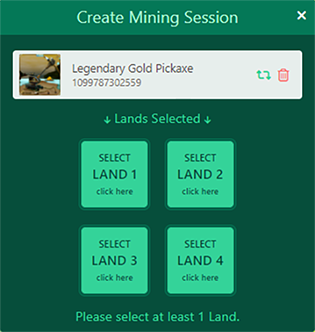 Create Mining Session
×
Legendary Gold Pickaxe
1099787302559
↓ Lands Selected ↓
SELECT
LAND 1
click here
SELECT
LAND 2
click here
SELECT
LAND 3
click here
SELECT
LAND 4
click here
Please select at least 1 Land.